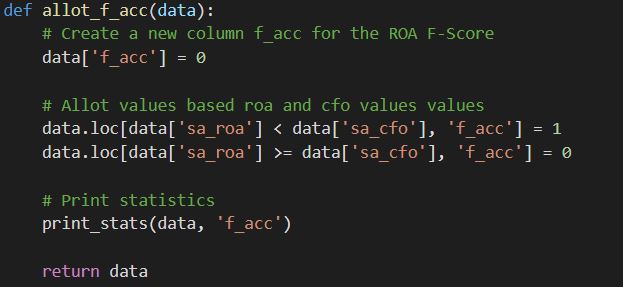 def allot_f_acc(data):
    # Create a new column f_acc for the ROA F-Score
    data['f_acc'] = 0
    # Allot values based roa and cfo values values
    data.loc[data['sa_roa'] < data['sa_cfo'], 'f_acc'] = 1
    data.loc[data['sa_roa'] >= data['sa_cfo'], 'f_acc'] = 0
    # Print statistics
    print_stats(data, 'f_acc')
    return data